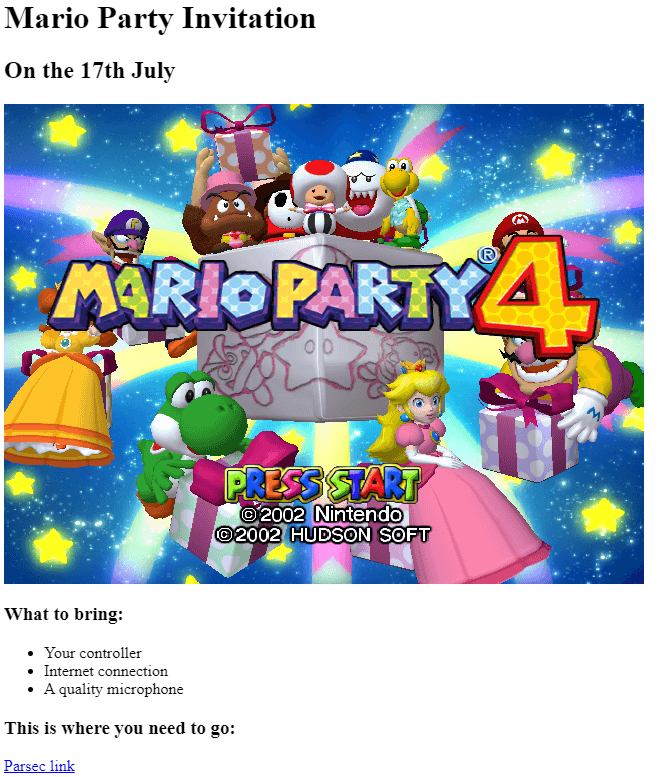 Mario Party Invitation
On the 17th July
MARIO PARTY 4®
PRESS START
©2002 Nintendo
©2002 HUDSON SOFT
What to bring:
Your controller
Internet connection
A quality microphone
This is where you need to go:
Parsec link